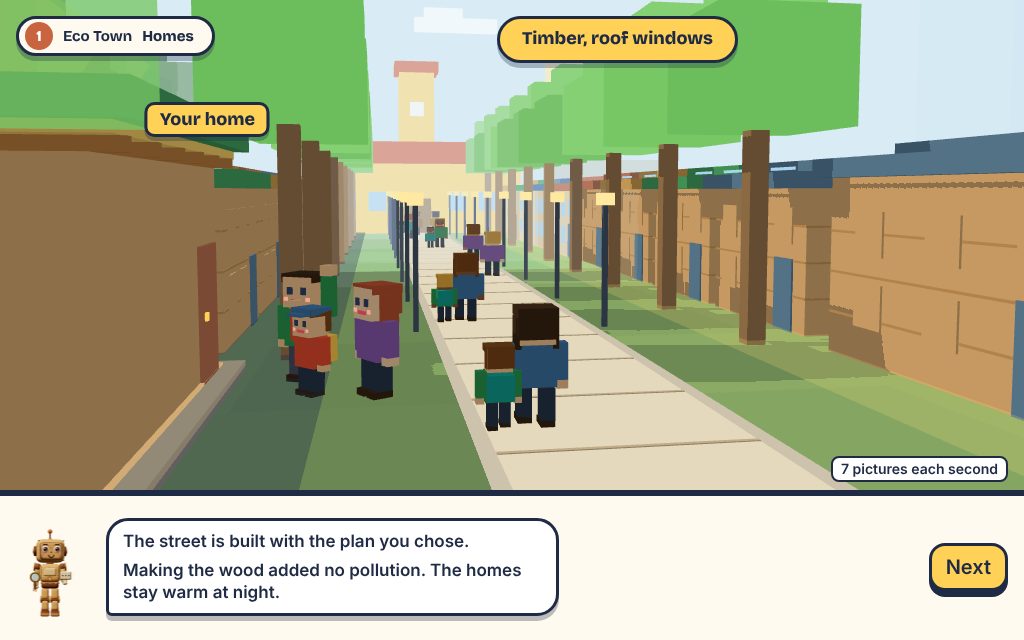 1 Eco Town Homes
Timber, roof windows
Your home
7 pictures each second
The street is built with the plan you chose.
Making the wood added no pollution. The homes
stay warm at night.
Next